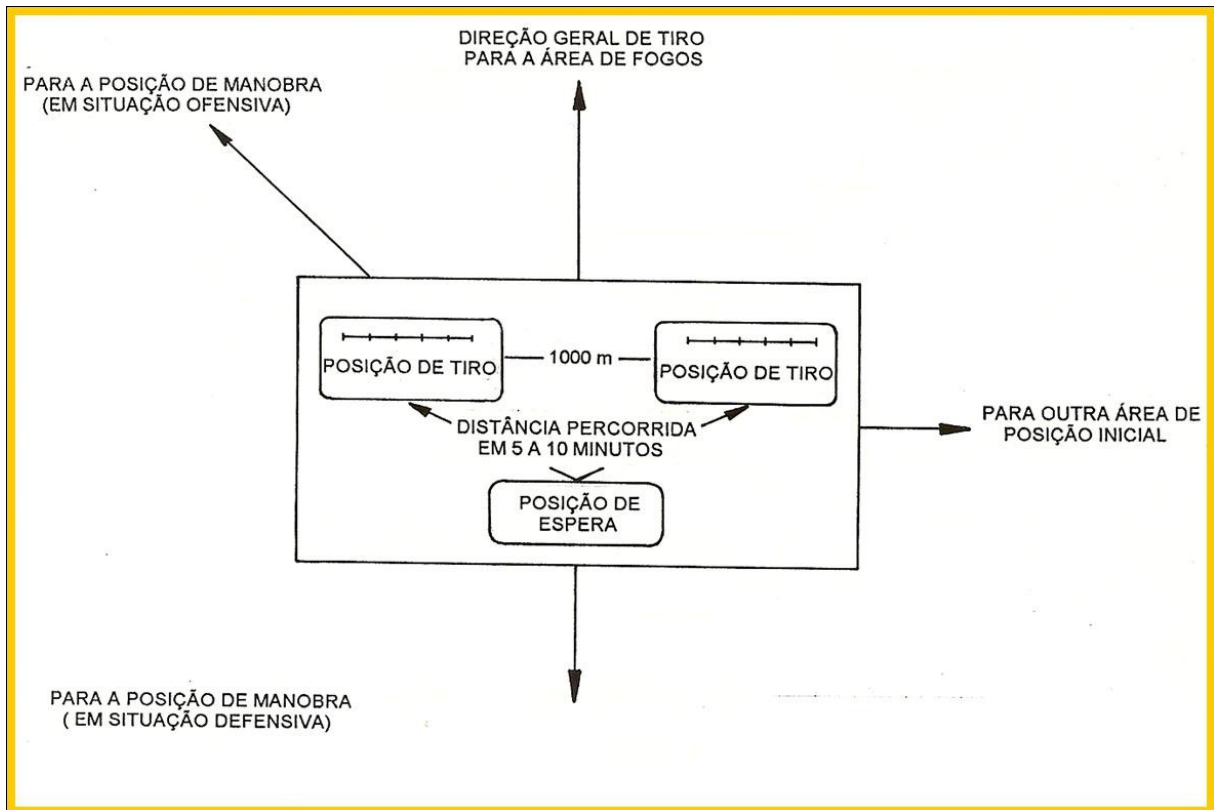 DIREÇÃO GERAL DE TIRO
PARA A ÁREA DE FOGOS
PARA A POSIÇÃO DE MANOBRA
(EM SITUAÇÃO OFENSIVA)
POSIÇÃO DE TIRO
1000 m
POSIÇÃO DE TIRO
DISTÂNCIA PERCORRIDA
EM 5 A 10 MINUTOS
PARA OUTRA ÁREA DE
POSIÇÃO INICIAL
POSIÇÃO DE
ESPERA
PARA A POSIÇÃO DE MANOBRA
( EM SITUAÇÃO DEFENSIVA)